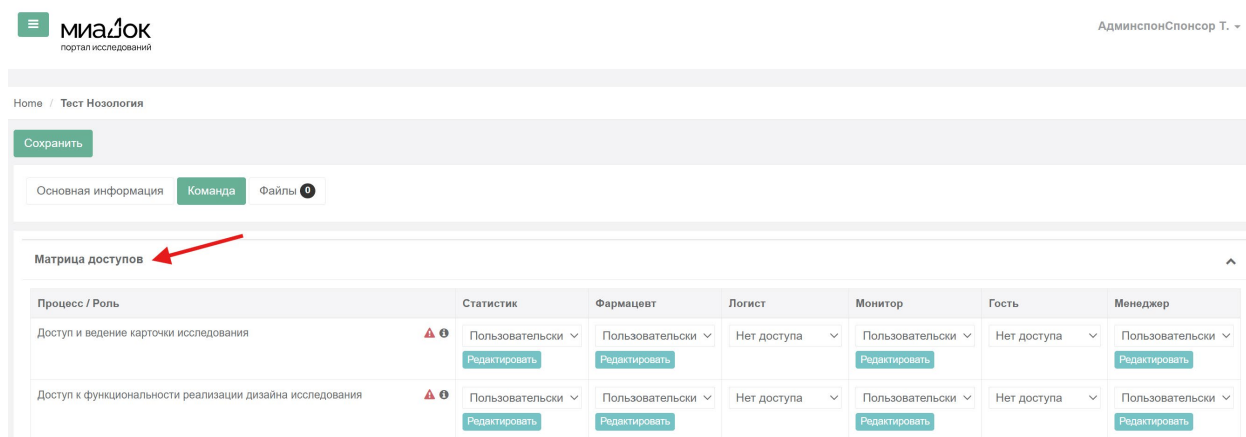 миадок
портал исследований
АдминспонСпонсор Т.
Home / Тест Нозология
Сохранить
Основная информация Команда Файлы 0
Матрица доступов
Процесс / Роль Статистик Фармацевт Логист Монитор Гость Менеджер
Доступ и ведение карточки исследования Пользовательски Пользовательски Нет доступа Пользовательски Нет доступа Пользовательски
Редактировать Редактировать Редактировать Редактировать
Доступ к функциональности реализации дизайна исследования Пользовательски Пользовательски Нет доступа Пользовательски Нет доступа Пользовательски
Редактировать Редактировать Редактировать Редактировать